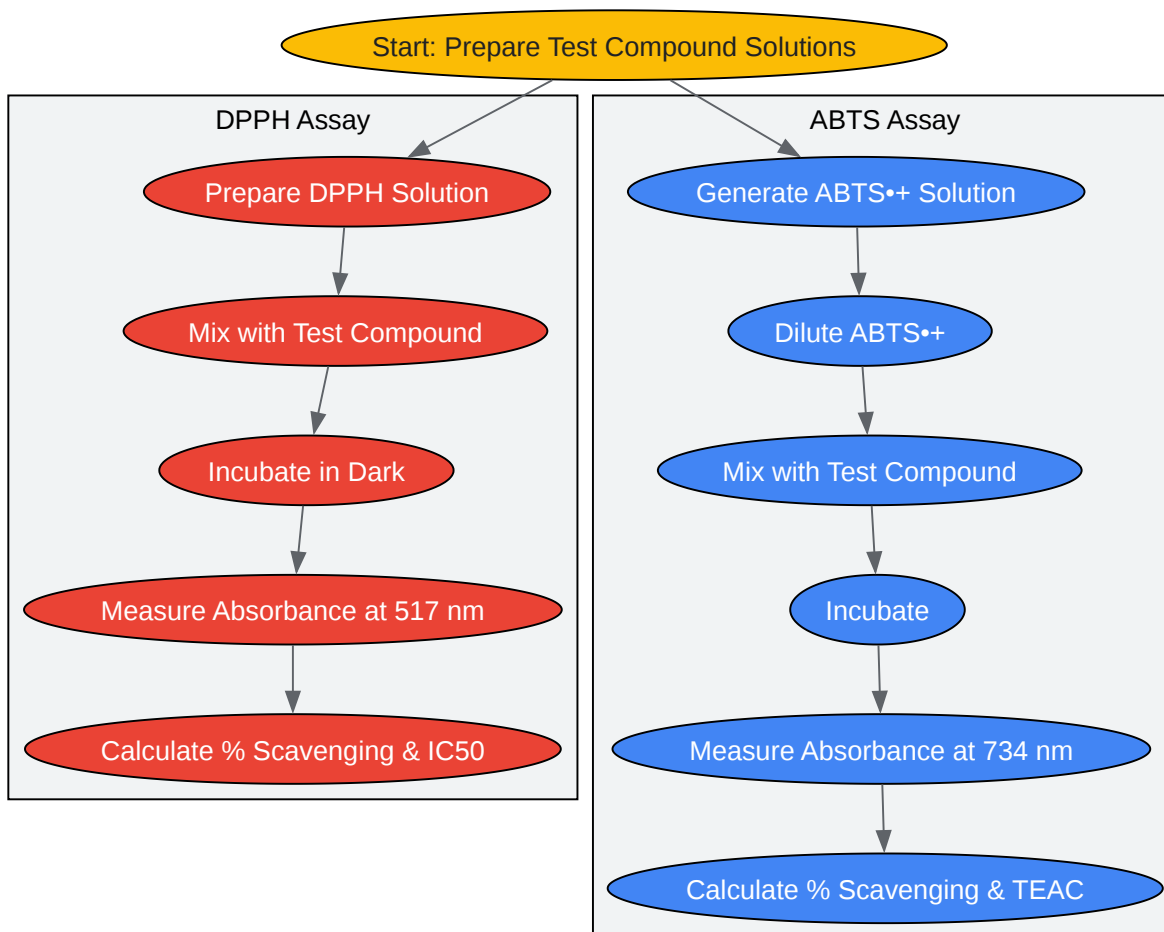 Start: Prepare Test Compound Solutions
DPPH Assay
Prepare DPPH Solution
Mix with Test Compound
Incubate in Dark
Measure Absorbance at 517 nm
Calculate % Scavenging & IC50
ABTS Assay
Generate ABTS•+ Solution
Dilute ABTS•+
Mix with Test Compound
Incubate
Measure Absorbance at 734 nm
Calculate % Scavenging & TEAC